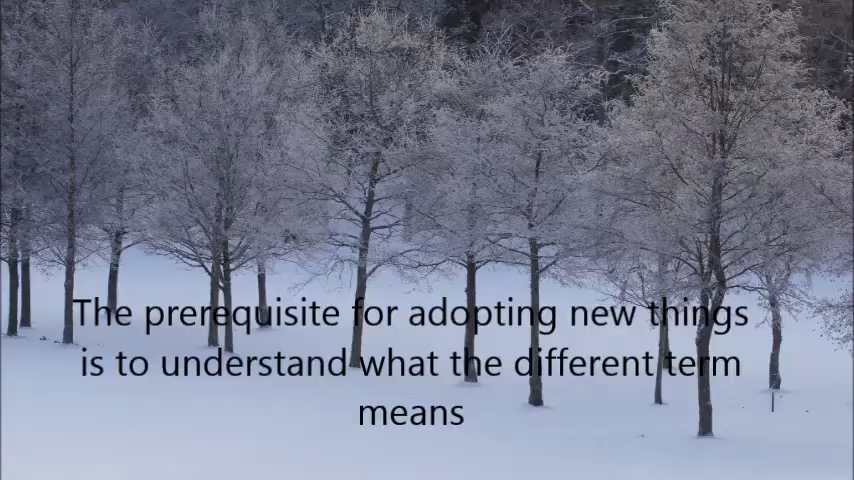 The prerequisite for adopting new things
is to understand what the different term
means